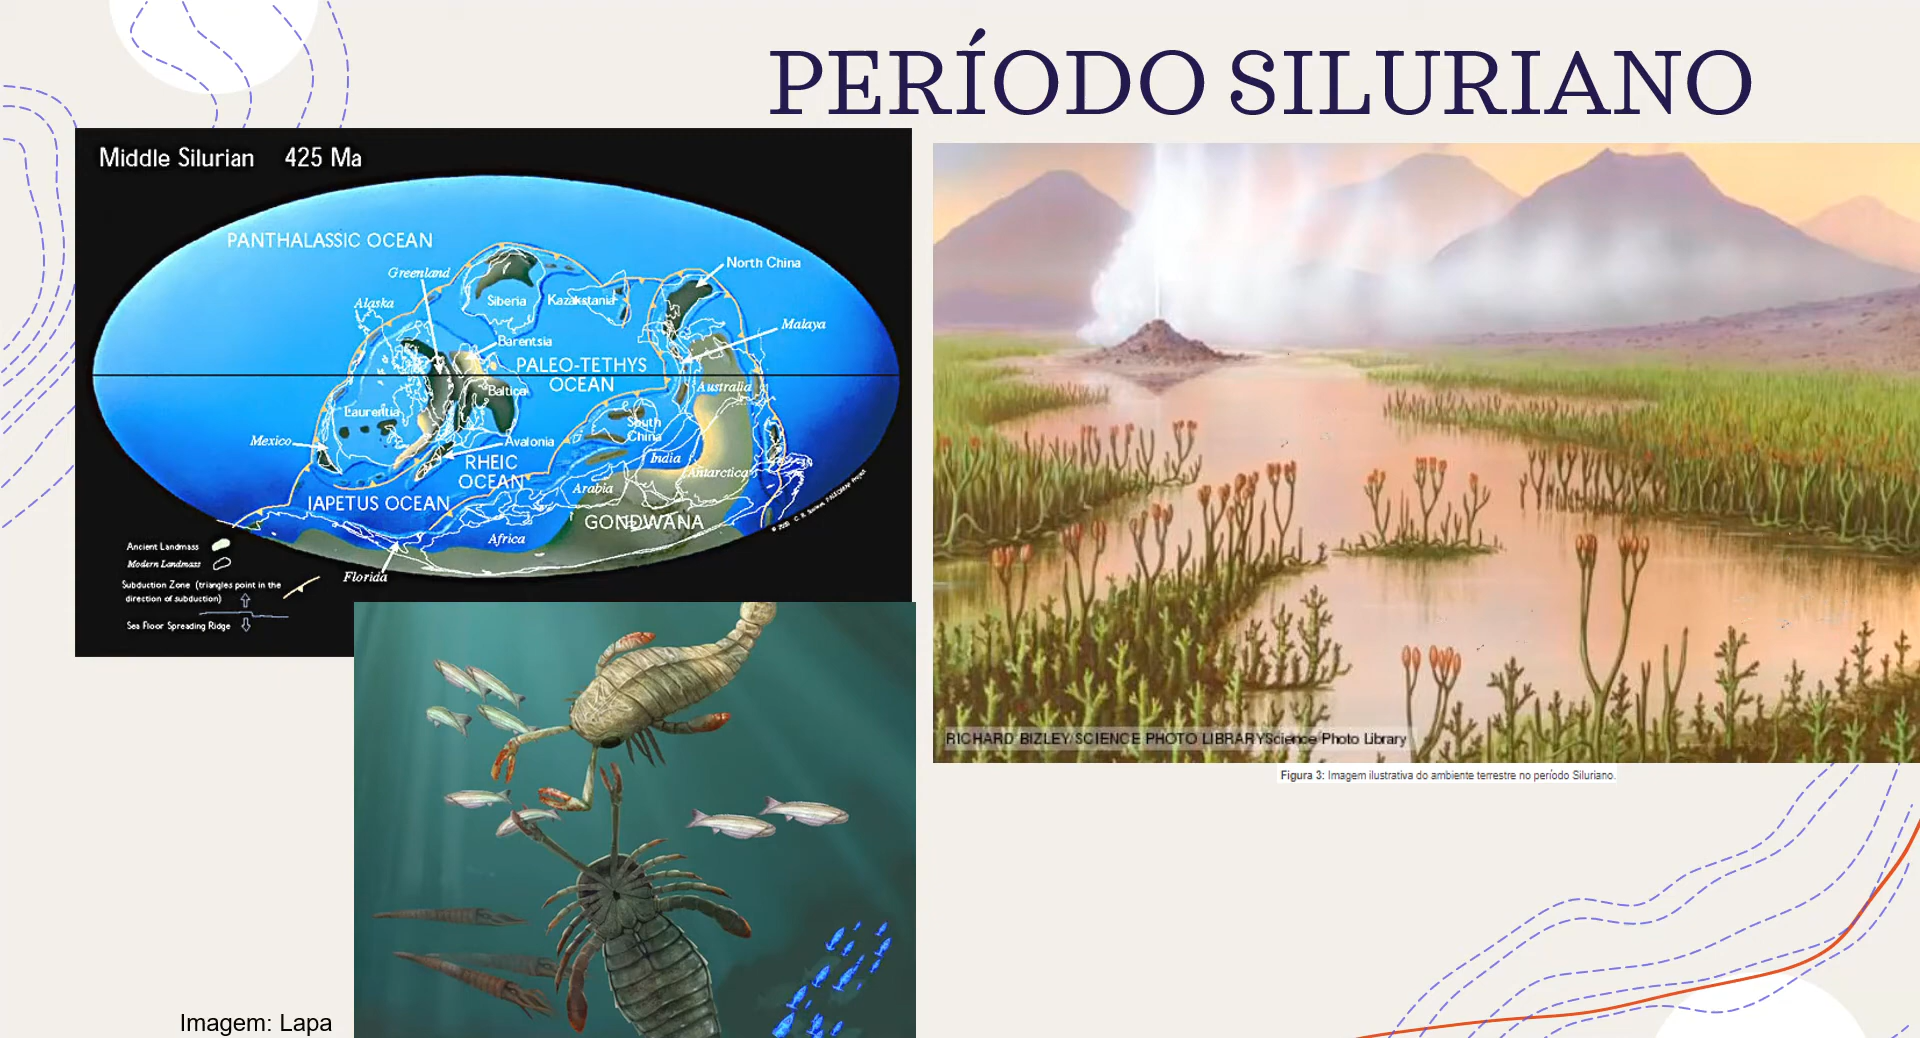 PERÍODO SILURIANO
Middle Silurian 425 Ma
PANTHALASSIC OCEAN
Greenland
Alaska
Siberia
Kazakstania
North China
Malaya
Barentsia
PALEO-TETHYS
OCEAN
Baltica
Australia
Laurentia
South
China
Mexico
Avalonia
India
RHEIC
OCEAN
Antarctica
Arabia
IAPETUS OCEAN
GONDWANA
Africa
Florida
Ancient Landmass
Modern Landmass
Subduction Zone (triangles point in the
direction of subduction)
Sea Floor Spreading Ridge
RICHARD BIZLEY/SCIENCE PHOTO LIBRARYScience Photo Library
Figura 3: Imagem ilustrativa do ambiente terrestre no período Siluriano.
Imagem: Lapa